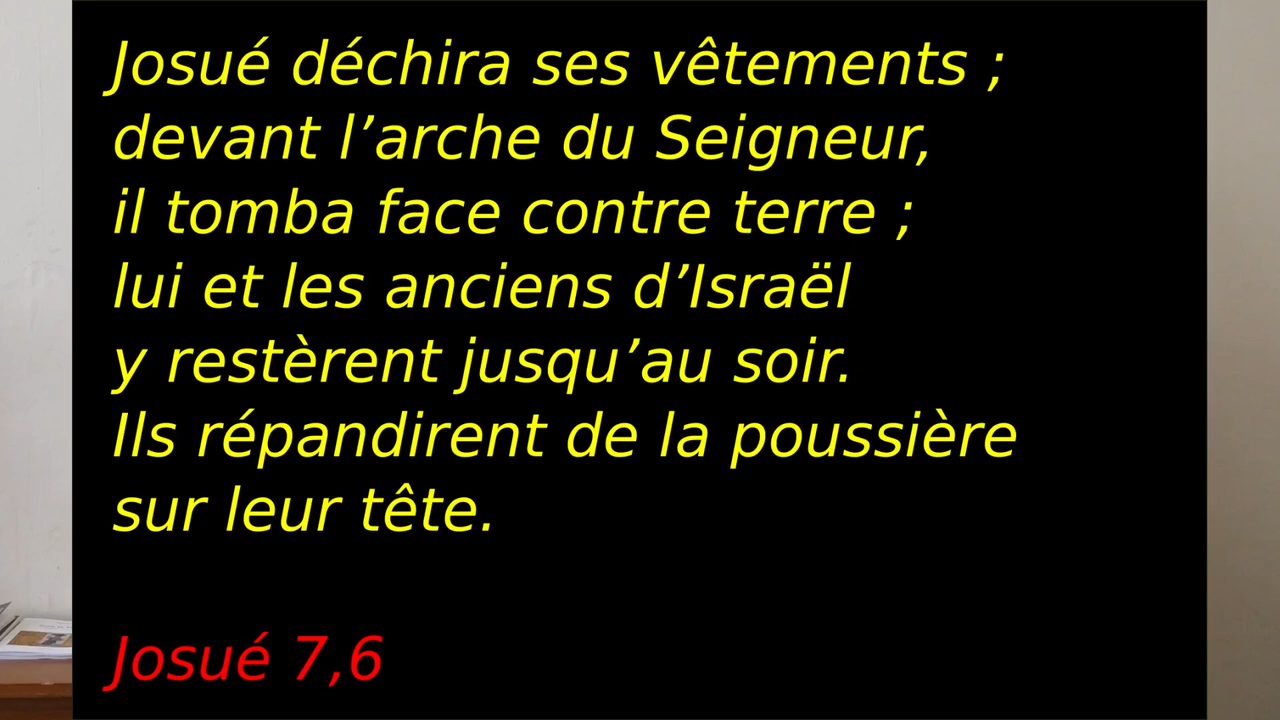 Josué déchira ses vêtements ;
devant l’arche du Seigneur,
il tomba face contre terre ;
lui et les anciens d’Israël
y restèrent jusqu’au soir.
Ils répandirent de la poussière
sur leur tête.
Josué 7,6